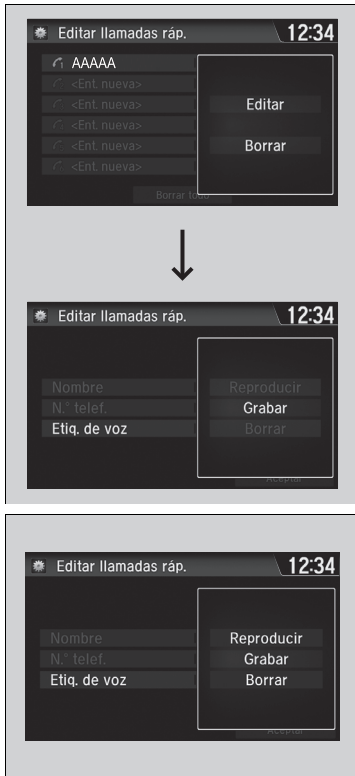 Editar llamadas ráp. 12:34
AAAAA
<Ent. nueva>
<Ent. nueva>
<Ent. nueva>
<Ent. nueva>
<Ent. nueva>
Editar
Borrar
Borrar todo
Editar llamadas ráp. 12:34
Nombre
N.° telef.
Etiq. de voz
Reproducir
Grabar
Borrar
Aceptar
Editar llamadas ráp. 12:34
Nombre
N.° telef.
Etiq. de voz
Reproducir
Grabar
Borrar
Aceptar